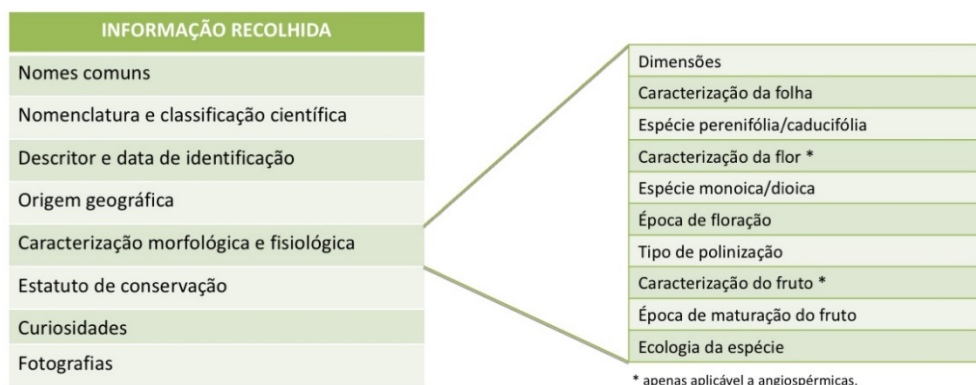 INFORMAÇÃO RECOLHIDA
Nomes comuns
Nomenclatura e classificação científica
Descritor e data de identificação
Origem geográfica
Caracterização morfológica e fisiológica
Estatuto de conservação
Curiosidades
Fotografias
Dimensões
Caracterização da folha
Espécie perenifólia/caducifólia
Caracterização da flor *
Espécie monoica/dioica
Época de floração
Tipo de polinização
Caracterização do fruto *
Época de maturação do fruto
Ecologia da espécie
* apenas aplicável a angiospérmicas.